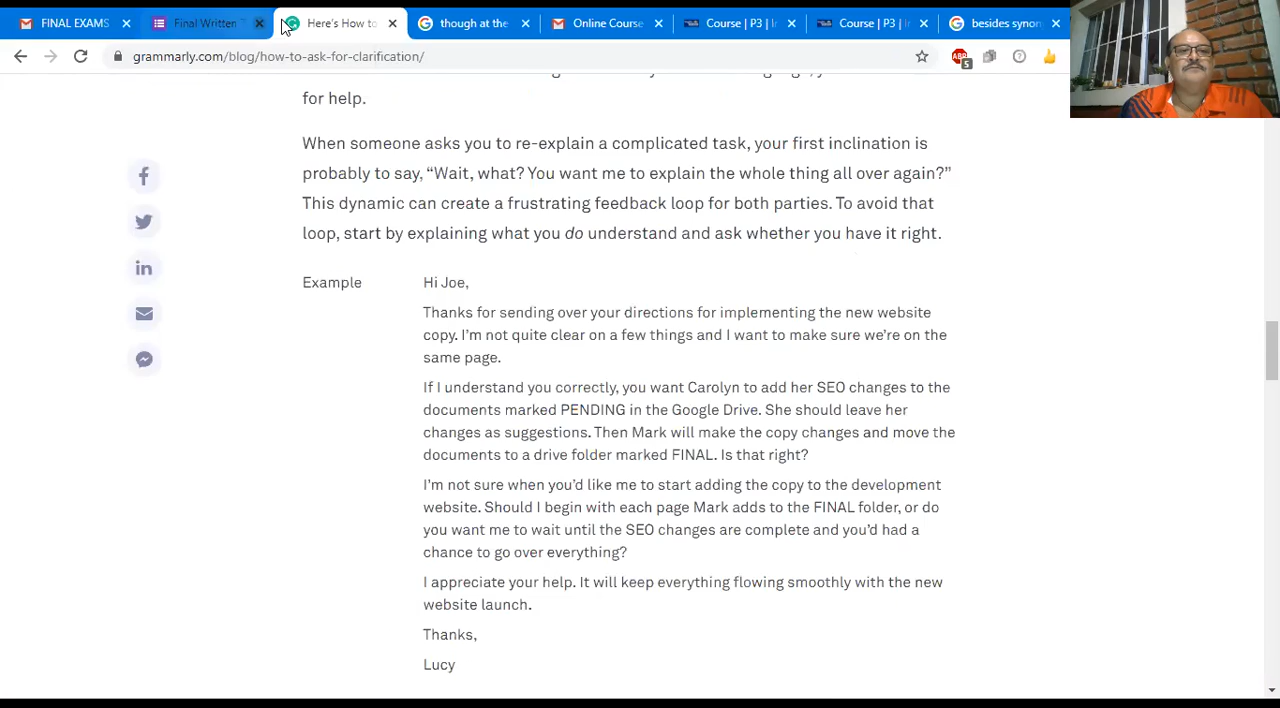 FINAL EXAMS
Final Written T
Here's How to
though at the
Online Course
Course | P3 | I
Course | P3 | I
besides synon
grammarly.com/blog/how-to-ask-for-clarification/
ABP
5
for help.
When someone asks you to re-explain a complicated task, your first inclination is
probably to say, “Wait, what? You want me to explain the whole thing all over again?”
This dynamic can create a frustrating feedback loop for both parties. To avoid that
loop, start by explaining what you do understand and ask whether you have it right.
Example
Hi Joe,
Thanks for sending over your directions for implementing the new website
copy. I’m not quite clear on a few things and I want to make sure we’re on the
same page.
If I understand you correctly, you want Carolyn to add her SEO changes to the
documents marked PENDING in the Google Drive. She should leave her
changes as suggestions. Then Mark will make the copy changes and move the
documents to a drive folder marked FINAL. Is that right?
I’m not sure when you’d like me to start adding the copy to the development
website. Should I begin with each page Mark adds to the FINAL folder, or do
you want me to wait until the SEO changes are complete and you’d had a
chance to go over everything?
I appreciate your help. It will keep everything flowing smoothly with the new
website launch.
Thanks,
Lucy